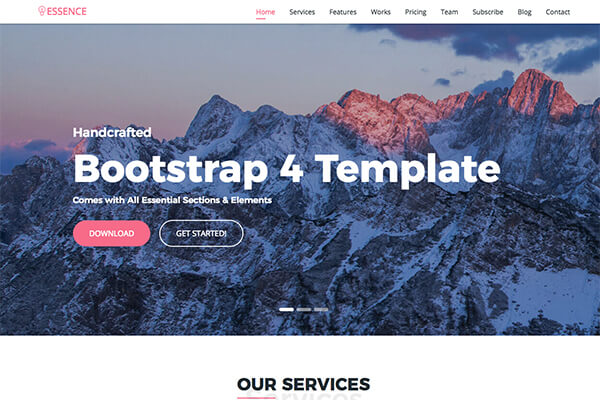 ESSENCE
Home Services Features Works Pricing Team Subscribe Blog Contact
Handcrafted
Bootstrap 4 Template
Comes with All Essential Sections & Elements
DOWNLOAD GET STARTED!
OUR SERVICES
Services